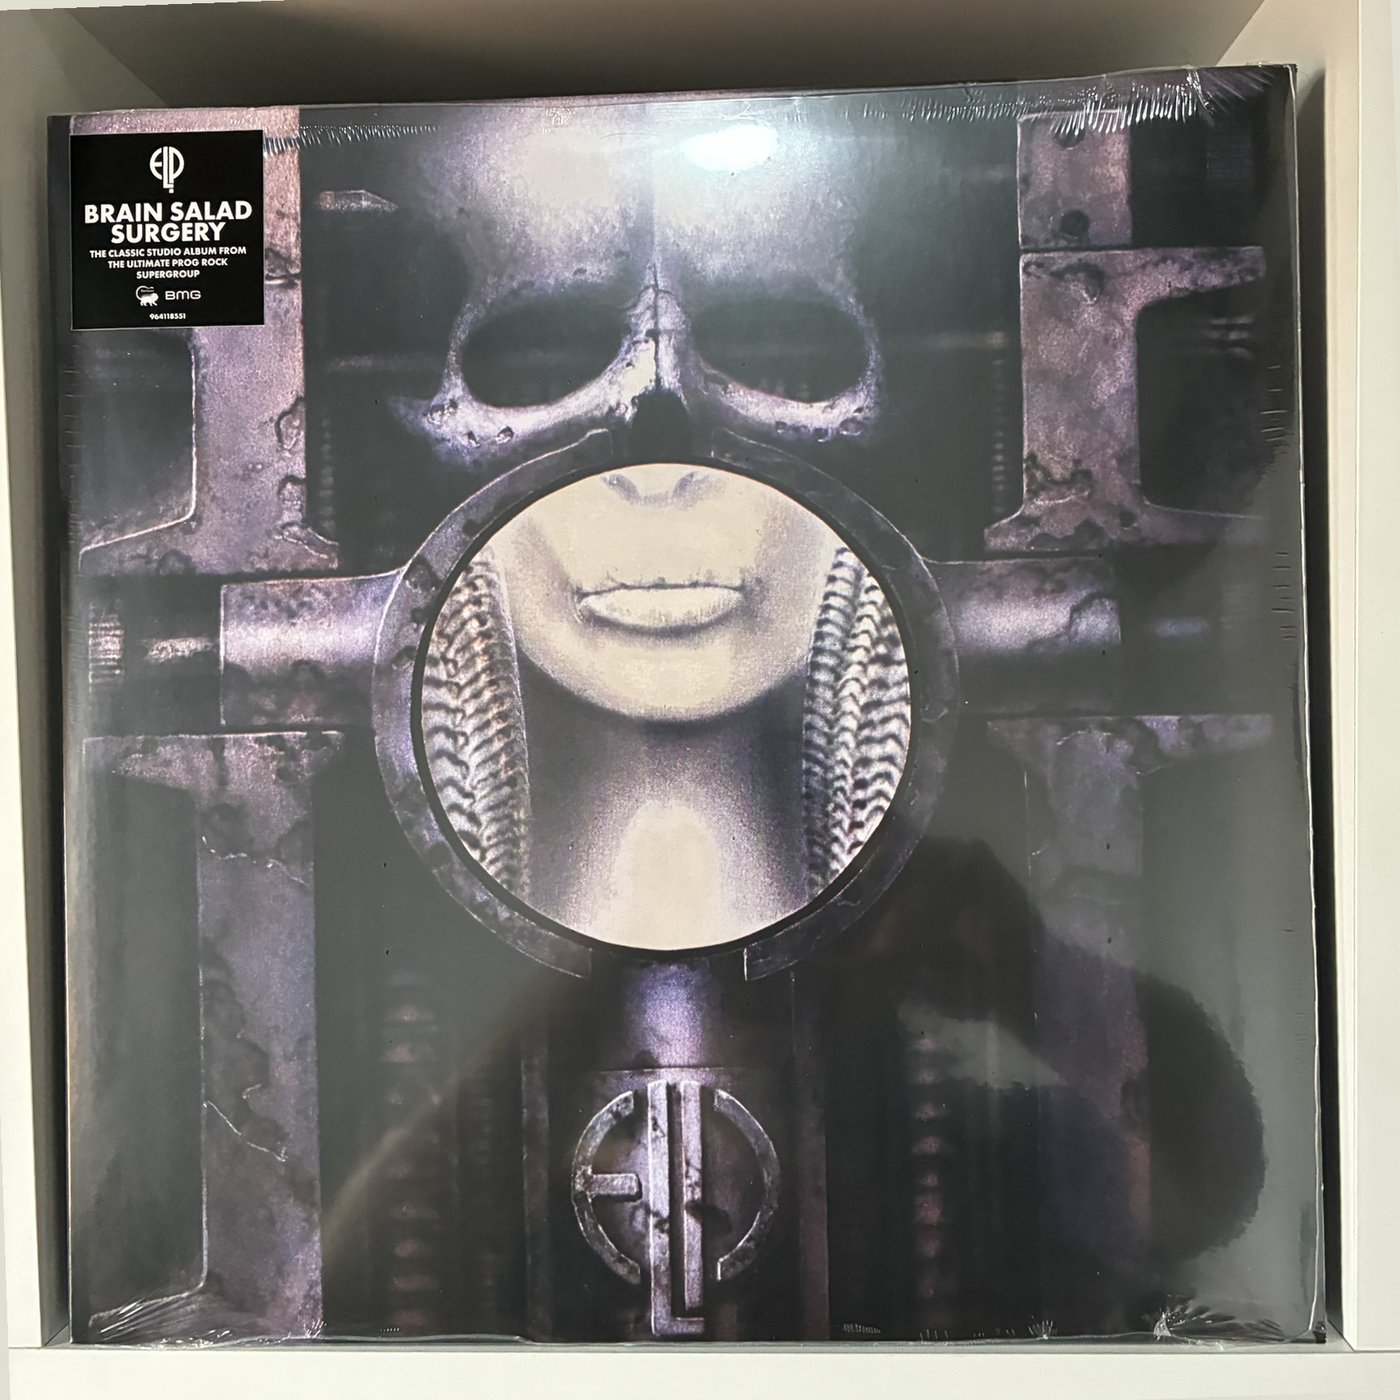 ELP
BRAIN SALAD
SURGERY
THE CLASSIC STUDIO ALBUM FROM
THE ULTIMATE PROG ROCK
SUPERGROUP
BMG
964118551
ELP